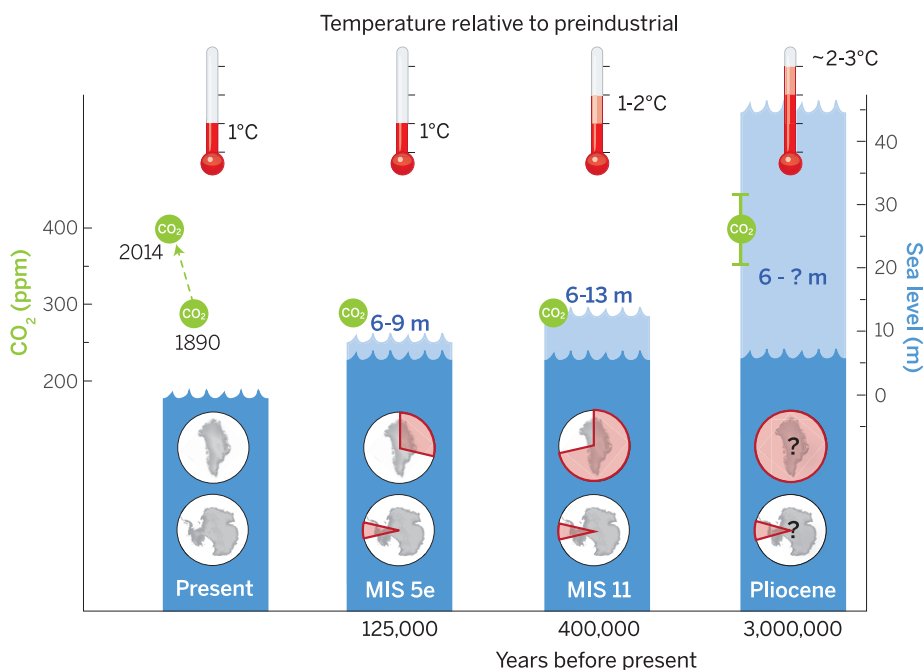 Temperature relative to preindustrial
1°C
1°C
1-2°C
~2-3°C
CO₂ (ppm)
400
300
200
2014
CO₂
CO₂
1890
CO₂
6-9 m
CO₂
6-13 m
CO₂
6 - ? m
40
30
20
10
0
Sea level (m)
?
?
Present
MIS 5e
MIS 11
Pliocene
125,000
400,000
3,000,000
Years before present